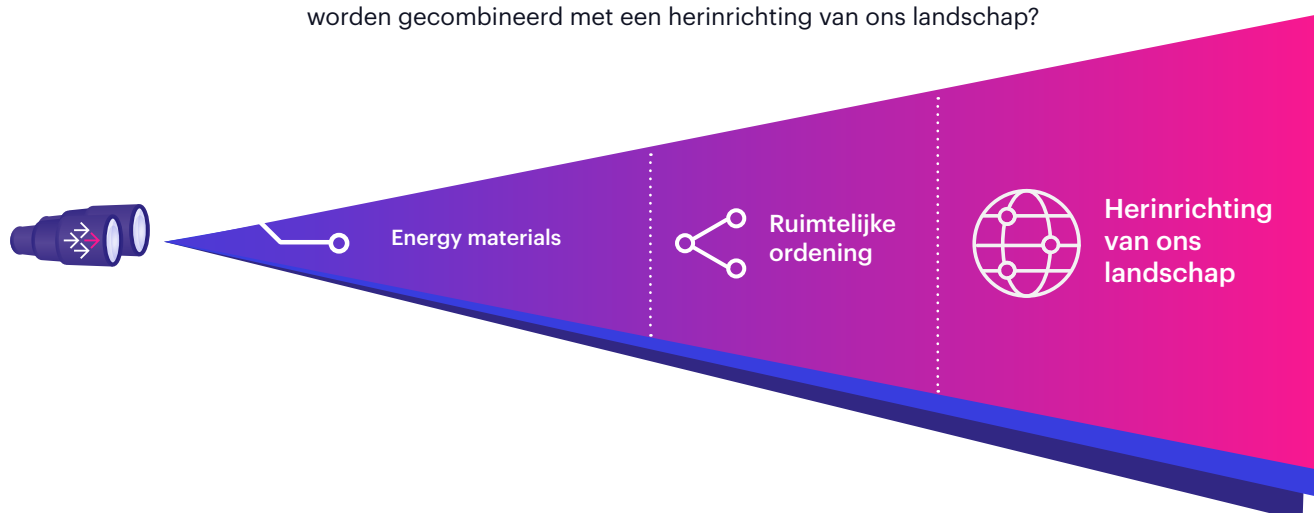 worden gecombineerd met een herinrichting van ons landschap?
Energy materials
Ruimtelijke
ordening
Herinrichting
van ons
landschap